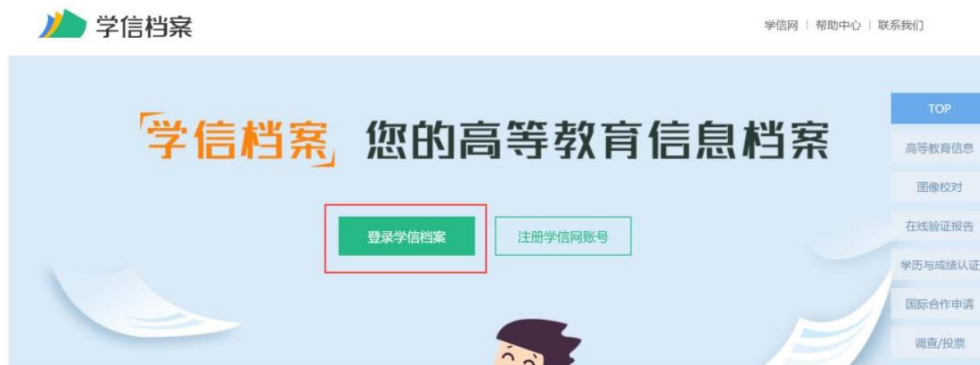 学信档案
学信网 | 帮助中心 | 联系我们
「学信档案」您的高等教育信息档案
登录学信档案
注册学信网账号
TOP
高等教育信息
图像校对
在线验证报告
学历与成绩认证
国际合作申请
调查/投票